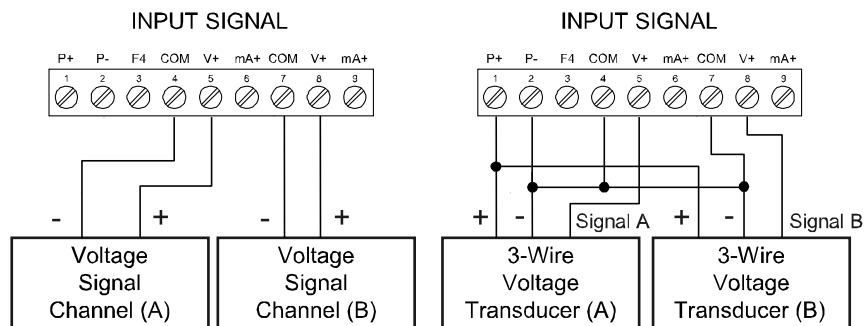 INPUT SIGNAL
P+ P- F4 COM V+ mA+ COM V+ mA+
1 2 3 4 5 6 7 8 9
- + - +
Voltage
Signal
Channel (A)
Voltage
Signal
Channel (B)
INPUT SIGNAL
P+ P- F4 COM V+ mA+ COM V+ mA+
1 2 3 4 5 6 7 8 9
+ - Signal A + - Signal B
3-Wire
Voltage
Transducer (A)
3-Wire
Voltage
Transducer (B)